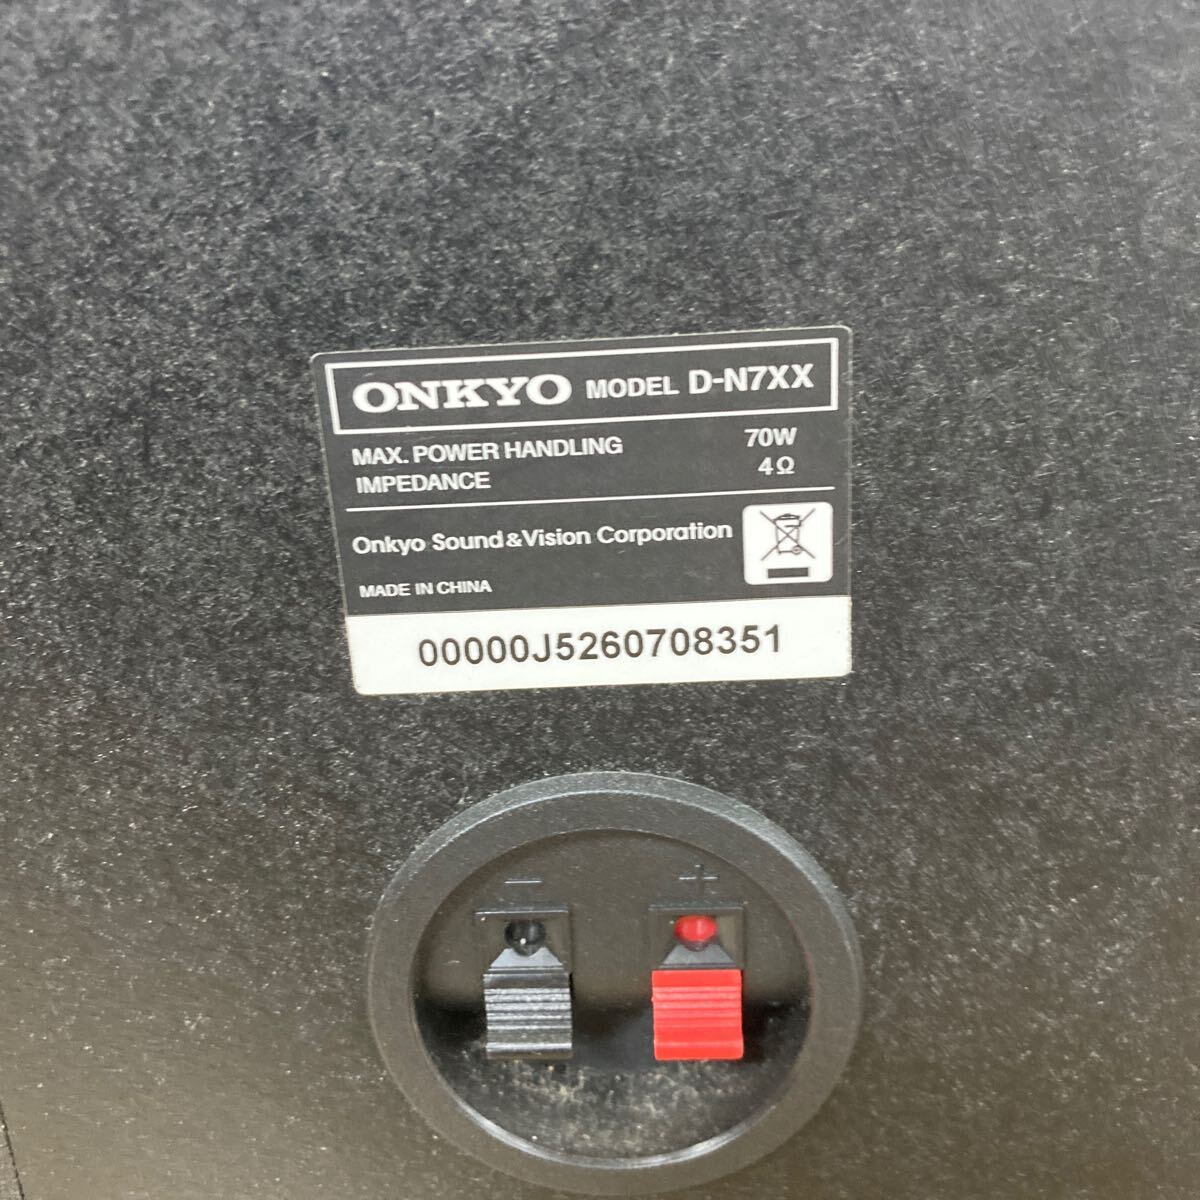 ONKYO MODEL D-N7XX
MAX. POWER HANDLING 70W
IMPEDANCE 4Ω
Onkyo Sound & Vision Corporation
MADE IN CHINA
00000J5260708351
− +